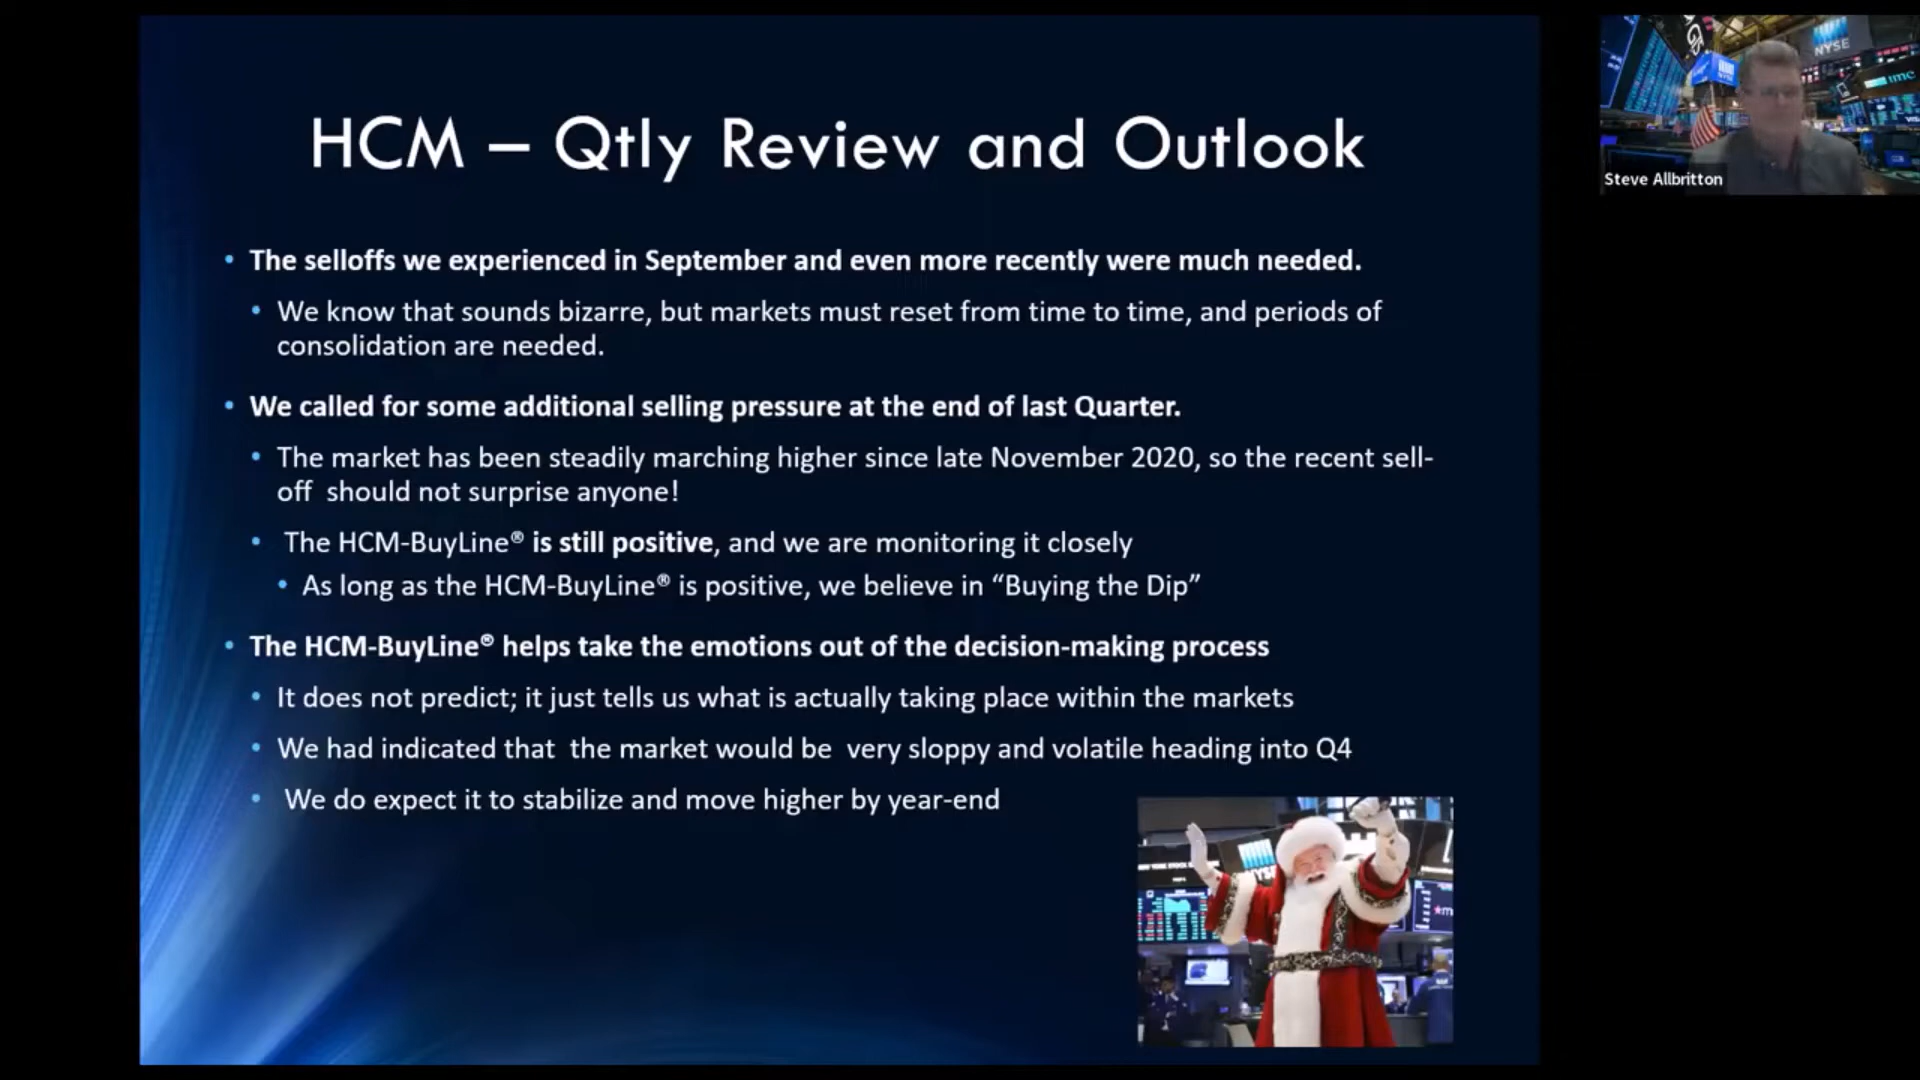 HCM – Qtly Review and Outlook
• The selloffs we experienced in September and even more recently were much needed.
• We know that sounds bizarre, but markets must reset from time to time, and periods of
consolidation are needed.
• We called for some additional selling pressure at the end of last Quarter.
• The market has been steadily marching higher since late November 2020, so the recent sell-
off should not surprise anyone!
• The HCM-BuyLine® is still positive, and we are monitoring it closely
• As long as the HCM-BuyLine® is positive, we believe in “Buying the Dip”
• The HCM-BuyLine® helps take the emotions out of the decision-making process
• It does not predict; it just tells us what is actually taking place within the markets
• We had indicated that the market would be very sloppy and volatile heading into Q4
• We do expect it to stabilize and move higher by year-end
NYSE
NYSE
imc
Steve Allbritton